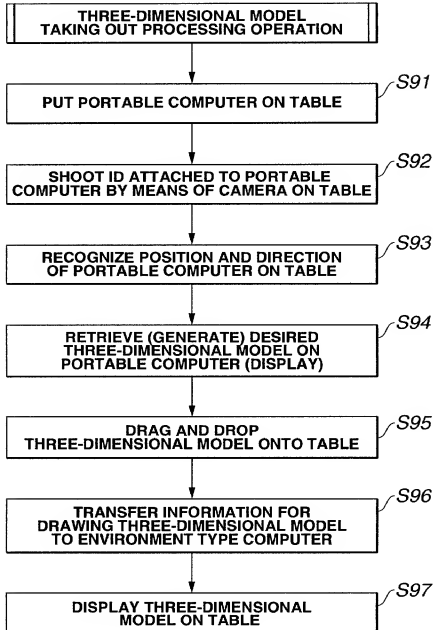 THREE-DIMENSIONAL MODEL
TAKING OUT PROCESSING OPERATION
S91
PUT PORTABLE COMPUTER ON TABLE
S92
SHOOT ID ATTACHED TO PORTABLE
COMPUTER BY MEANS OF CAMERA ON TABLE
S93
RECOGNIZE POSITION AND DIRECTION
OF PORTABLE COMPUTER ON TABLE
S94
RETRIEVE (GENERATE) DESIRED
THREE-DIMENSIONAL MODEL ON
PORTABLE COMPUTER (DISPLAY)
S95
DRAG AND DROP
THREE-DIMENSIONAL MODEL ONTO TABLE
S96
TRANSFER INFORMATION FOR
DRAWING THREE-DIMENSIONAL MODEL
TO ENVIRONMENT TYPE COMPUTER
S97
DISPLAY THREE-DIMENSIONAL
MODEL ON TABLE